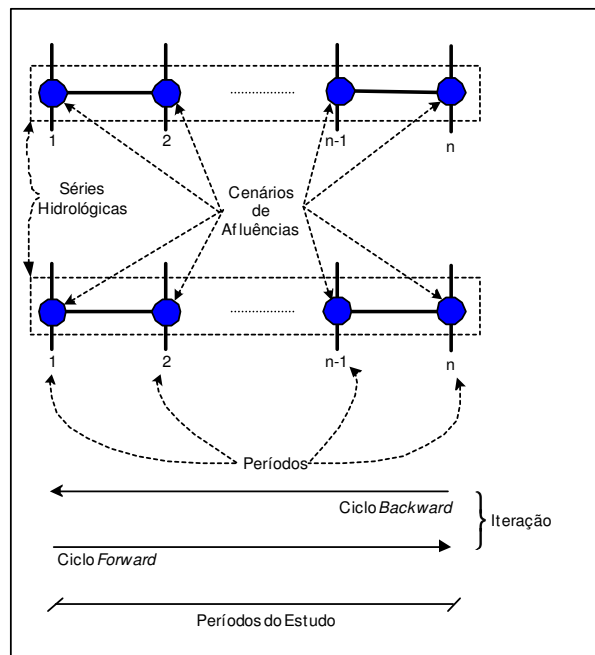 1 2 n-1 n
Séries
Hidrológicas
Cenários
de
Afluências
1 2 n-1 n
Períodos
Ciclo Backward
Iteração
Ciclo Forward
Períodos do Estudo